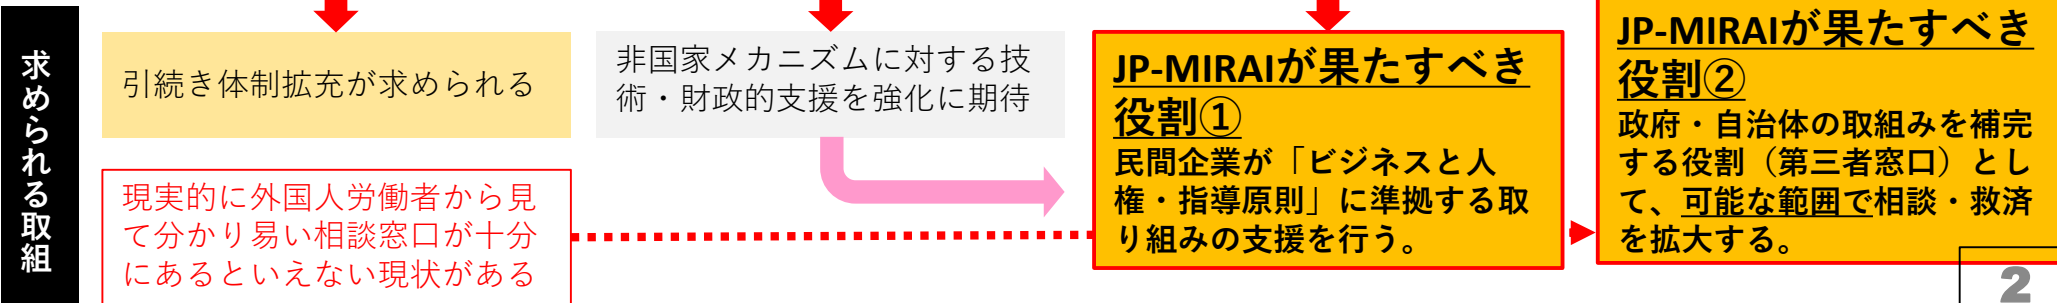 求められる取組
引続き体制拡充が求められる
現実的に外国人労働者から見
て分かり易い相談窓口が十分
にあるといえない現状がある
非国家メカニズムに対する技
術・財政的支援を強化に期待
JP-MIRAIが果たすべき
役割①
民間企業が「ビジネスと人
権・指導原則」に準拠する取
り組みの支援を行う。
JP-MIRAIが果たすべき
役割②
政府・自治体の取組みを補完
する役割（第三者窓口）とし
て、可能な範囲で相談・救済
を拡大する。
2